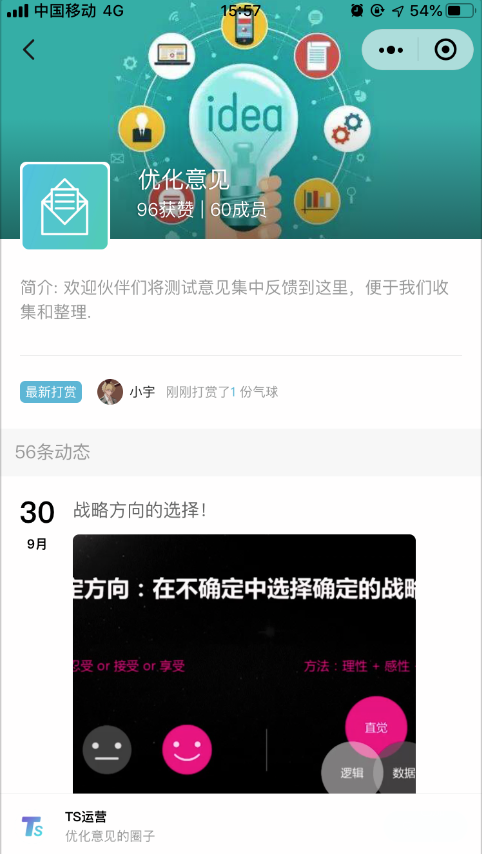 中国移动 4G 15:57 54%
idea
优化意见
96获赞 | 60成员
简介: 欢迎伙伴们将测试意见集中反馈到这里，便于我们收
集和整理.
最新打赏 小宇 刚刚打赏了1 份气球
56条动态
30 战略方向的选择！
9月
定方向：在不确定中选择确定的战略
忍受 or 接受 or 享受 方法：理性 + 感性
直觉
逻辑 数据
TS运营
TS
优化意见的圈子